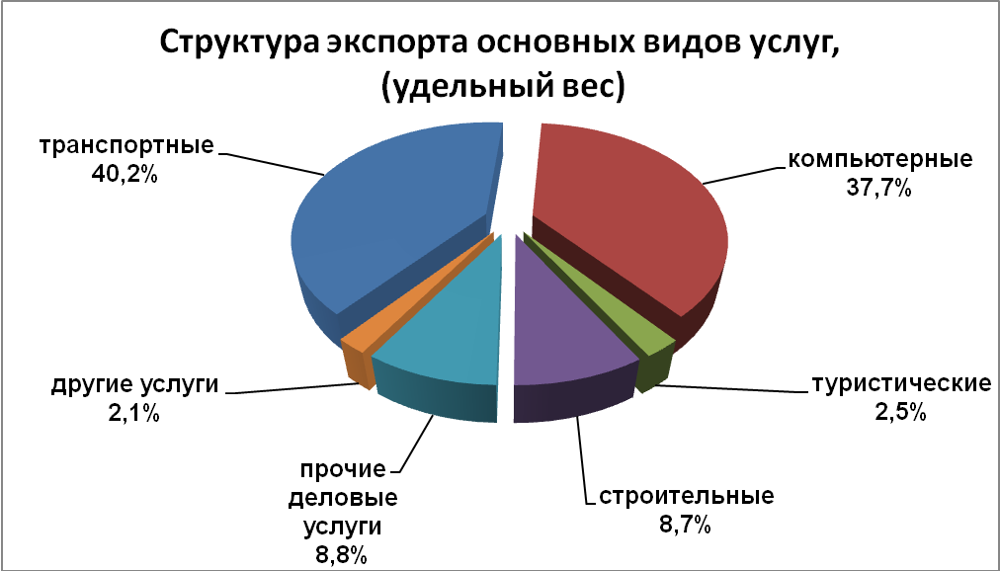 Структура экспорта основных видов услуг,
(удельный вес)
транспортные
40,2%
компьютерные
37,7%
другие услуги
2,1%
туристические
2,5%
прочие
деловые
услуги
8,8%
строительные
8,7%